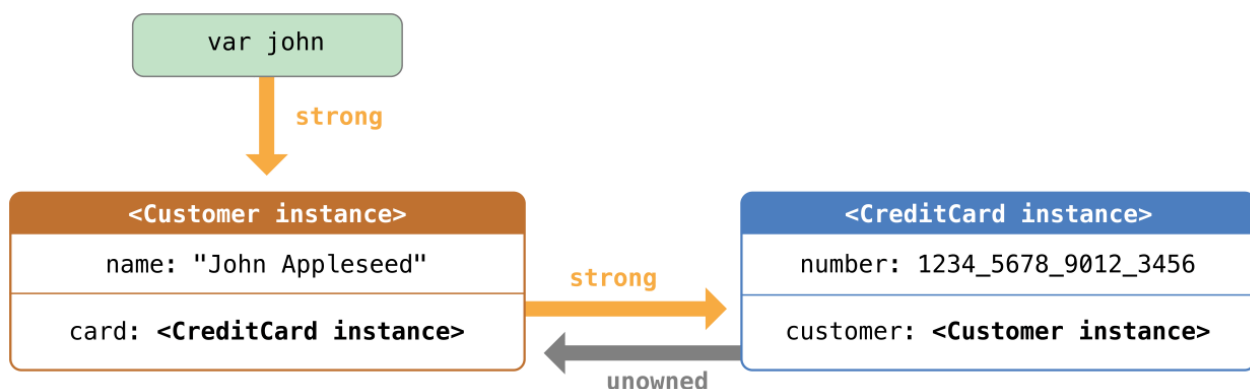 var john
strong
<Customer instance>
name: "John Appleseed"
card: <CreditCard instance>
strong
unowned
<CreditCard instance>
number: 1234_5678_9012_3456
customer: <Customer instance>